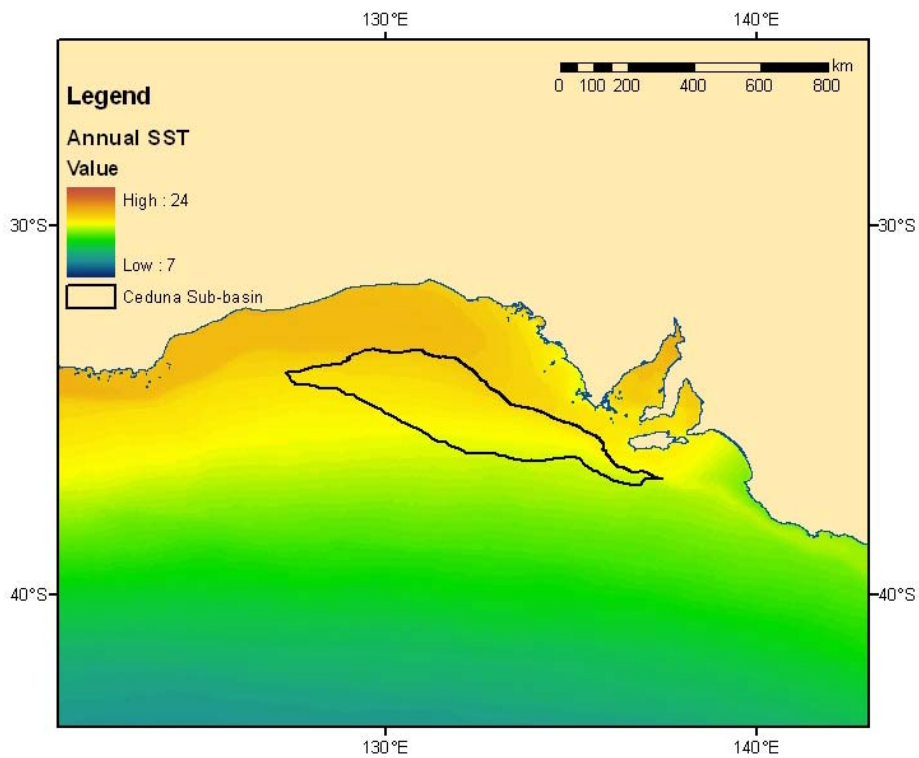 130°E 140°E
km
0 100 200 400 600 800
Legend
Annual SST
Value
High : 24
30°S 30°S
Low : 7
Ceduna Sub-basin
40°S 40°S
130°E 140°E